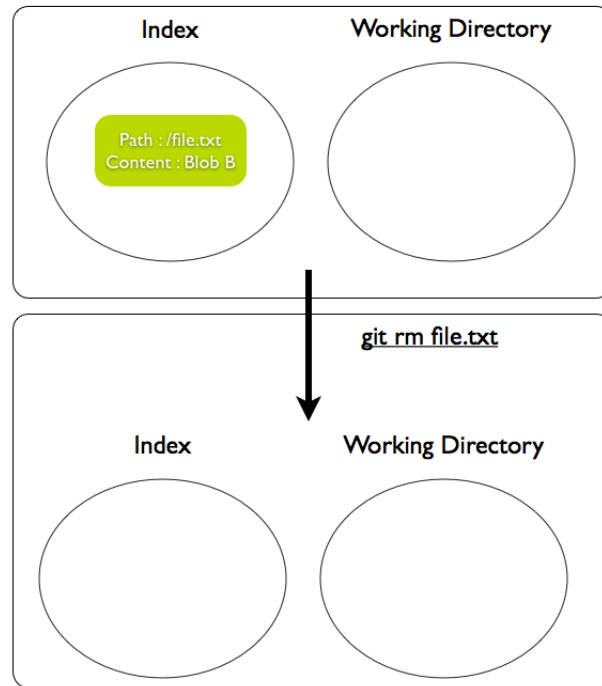 Index
Working Directory
Path : /file.txt
Content : Blob B
git rm file.txt
Index
Working Directory